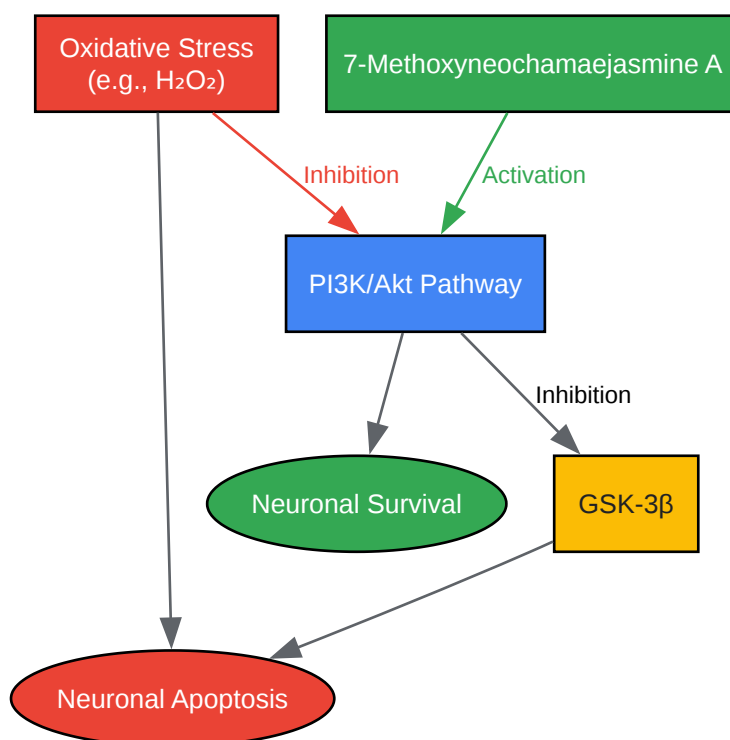 Oxidative Stress
(e.g., H₂O₂)
7-Methoxyneochamaejasmine A
Inhibition
Activation
PI3K/Akt Pathway
Inhibition
Neuronal Survival
GSK-3β
Neuronal Apoptosis